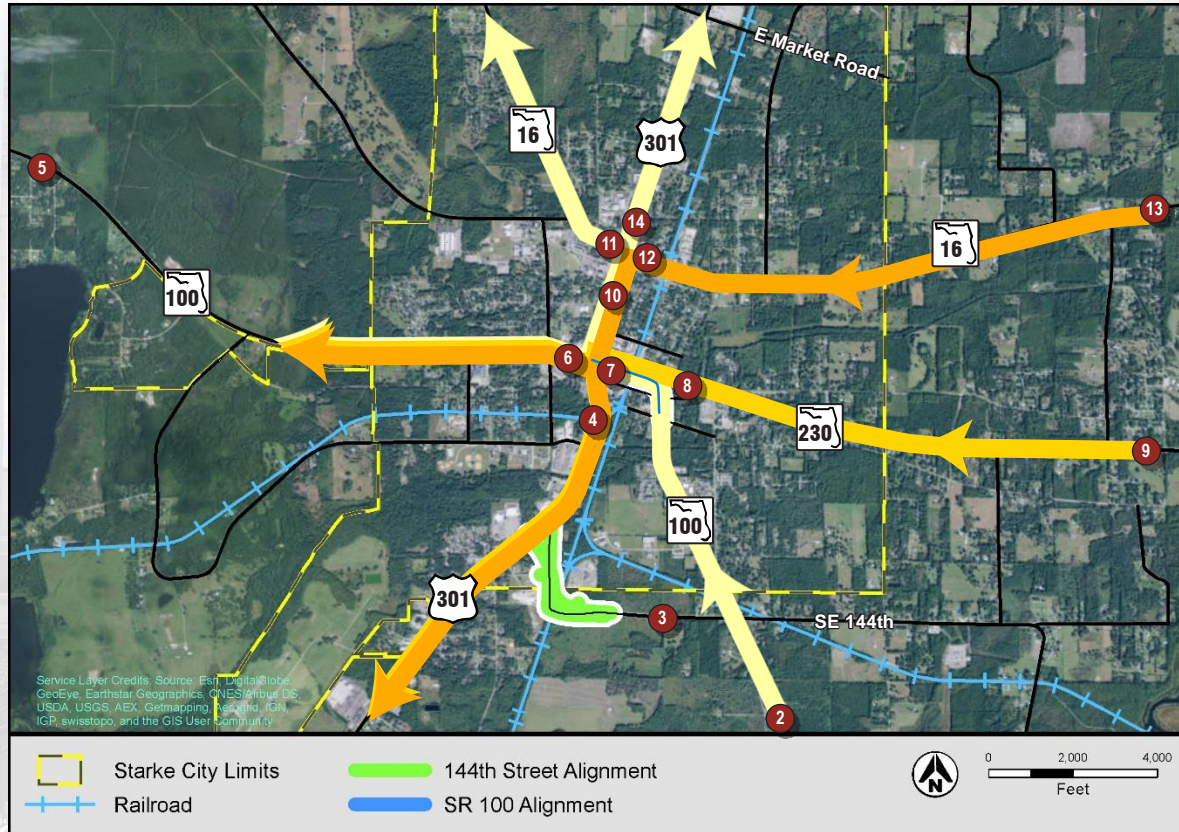 E Market Road
16
301
5
14
13
11
12
16
100
10
6
7
8
4
230
9
100
301
3
SE 144th
2
Service Layer Credits: Source: Esri, DigitalGlobe,
GeoEye, Earthstar Geographics, CNES/Airbus DS,
USDA, USGS, AEX, Getmapping, Aerogrid, IGN,
IGP, swisstopo, and the GIS User Community
Starke City Limits
144th Street Alignment
Railroad
SR 100 Alignment
N
0 2,000 4,000
Feet